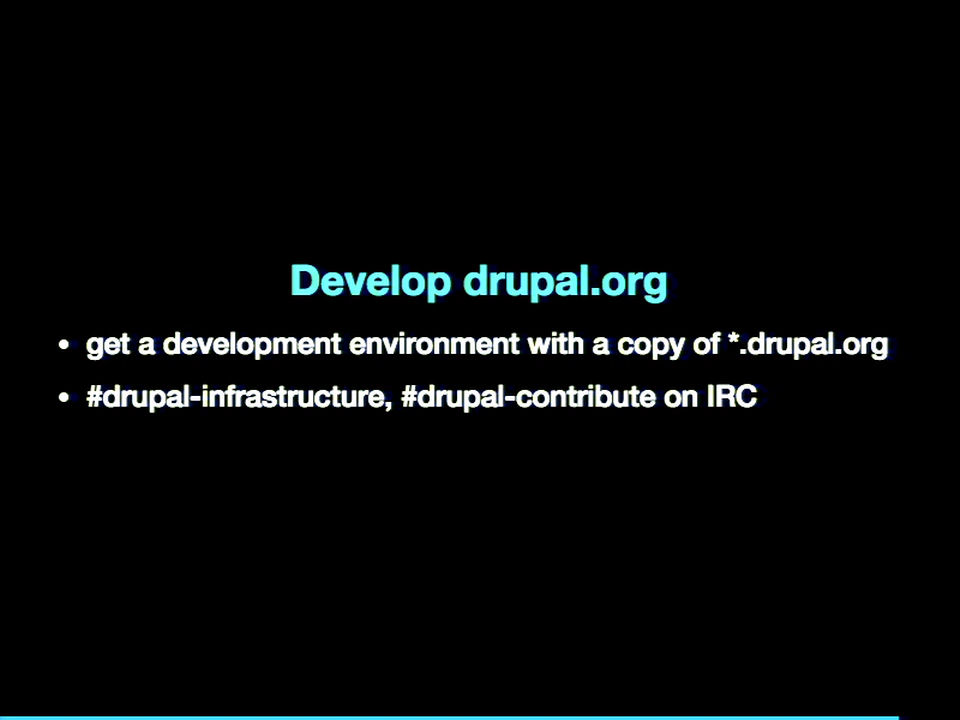 Develop drupal.org
• get a development environment with a copy of *.drupal.org
• #drupal-infrastructure, #drupal-contribute on IRC